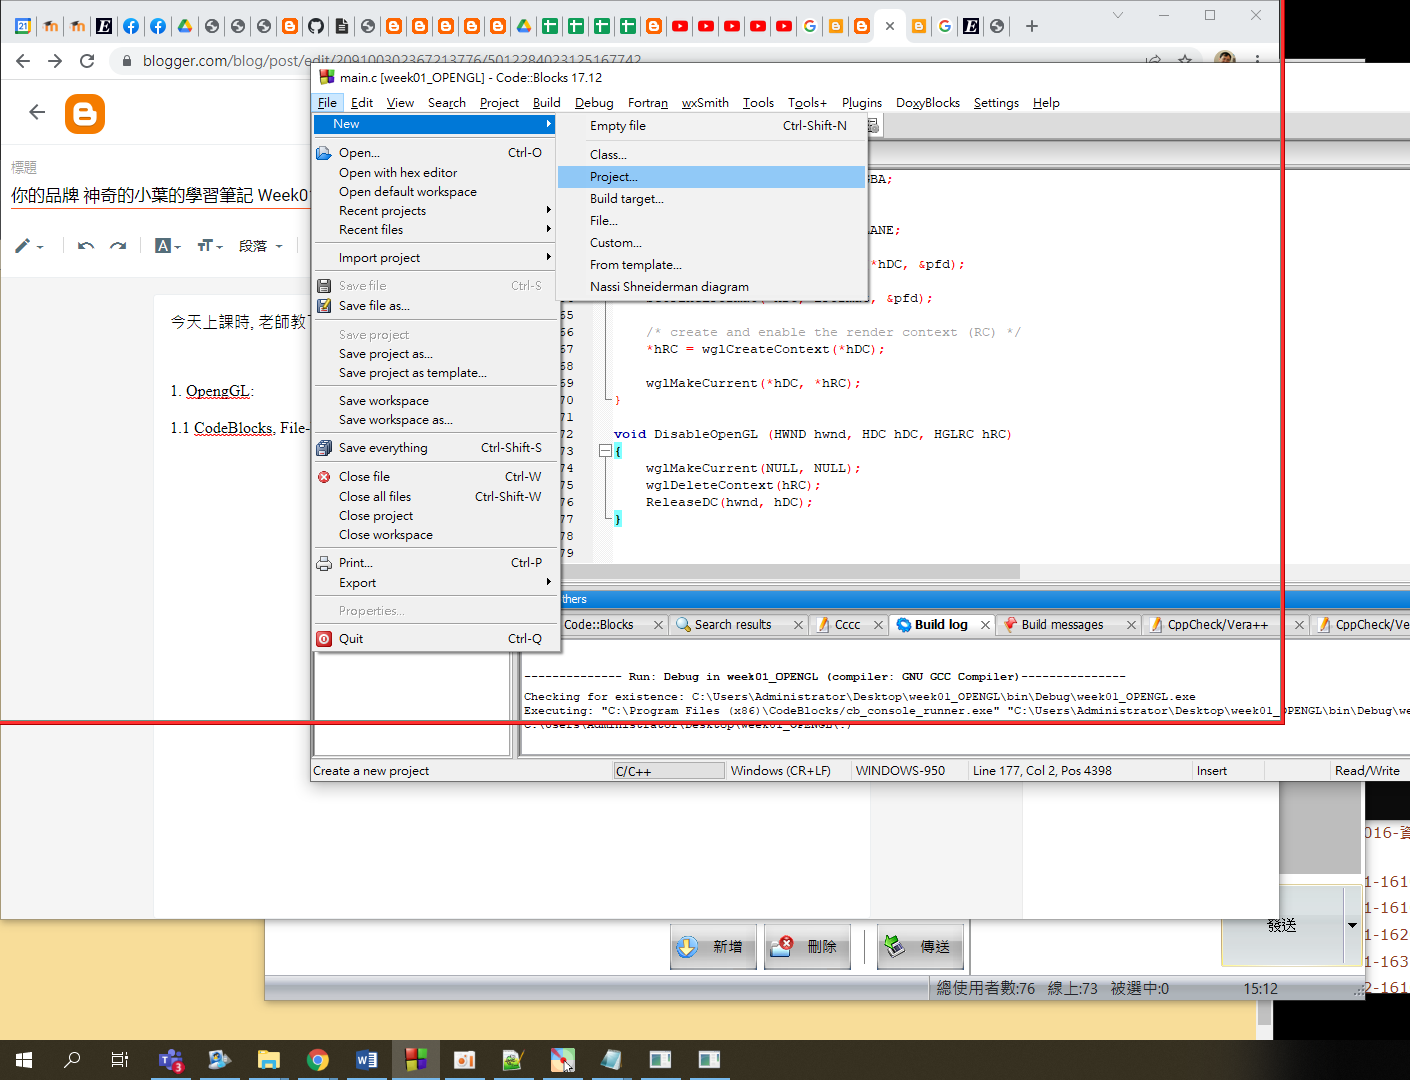 21
blogger.com/blog/post/edit/2091003023672137​76/5012284023125167742
標題
你的品牌 神奇的小葉的學習筆記 Week01
段落
今天上課時, 老師教
1. OpengGL:
1.1 CodeBlocks, File-
main.c [week01_OPENGL] - Code::Blocks 17.12
File Edit View Search Project Build Debug Fortran wxSmith Tools Tools+ Plugins DoxyBlocks Settings Help
New
Open... Ctrl-O
Open with hex editor
Open default workspace
Recent projects
Recent files
Import project
Save file Ctrl-S
Save file as...
Save project
Save project as...
Save project as template...
Save workspace
Save workspace as...
Save everything Ctrl-Shift-S
Close file Ctrl-W
Close all files Ctrl-Shift-W
Close project
Close workspace
Print... Ctrl-P
Export
Properties...
Quit Ctrl-Q
Empty file Ctrl-Shift-N
Class...
Project...
Build target...
File...
Custom...
From template...
Nassi Shneiderman diagram
BA;
LANE;
*hDC, &pfd);
&pfd);
65
66 /* create and enable the render context (RC) */
67 *hRC = wglCreateContext(*hDC);
68
69 wglMakeCurrent(*hDC, *hRC);
70 }
71
72 void DisableOpenGL (HWND hwnd, HDC hDC, HGLRC hRC)
73 {
74 wglMakeCurrent(NULL, NULL);
75 wglDeleteContext(hRC);
76 ReleaseDC(hwnd, hDC);
77 }
78
79
thers
Code::Blocks Search results Cccc Build log Build messages CppCheck/Vera++ CppCheck/Ve
-------------- Run: Debug in week01_OPENGL (compiler: GNU GCC Compiler)---------------
Checking for existence: C:\Users\Administrator\Desktop\week01_OPENGL\bin\Debug\week01_OPENGL.exe
Executing: "C:\Program Files (x86)\CodeBlocks/cb_console_runner.exe" "C:\Users\Administrator\Desktop\week01_OPENGL\bin\Debug\we
C:\Users\Administrator\Desktop\week01_OPENGL\.)
Create a new project C/C++ Windows (CR+LF) WINDOWS-950 Line 177, Col 2, Pos 4398 Insert Read/Write
016-資
1-161
1-161
1-162
1-163
2-161
發送
新增 刪除 傳送
總使用者數:76 線上:73 被選中:0 15:12
3